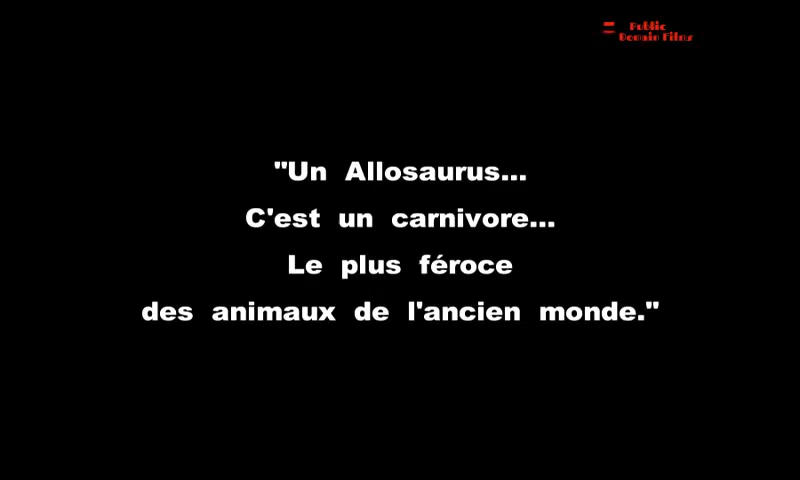 Public
Domain Films
"Un Allosaurus...
C'est un carnivore...
Le plus féroce
des animaux de l'ancien monde."